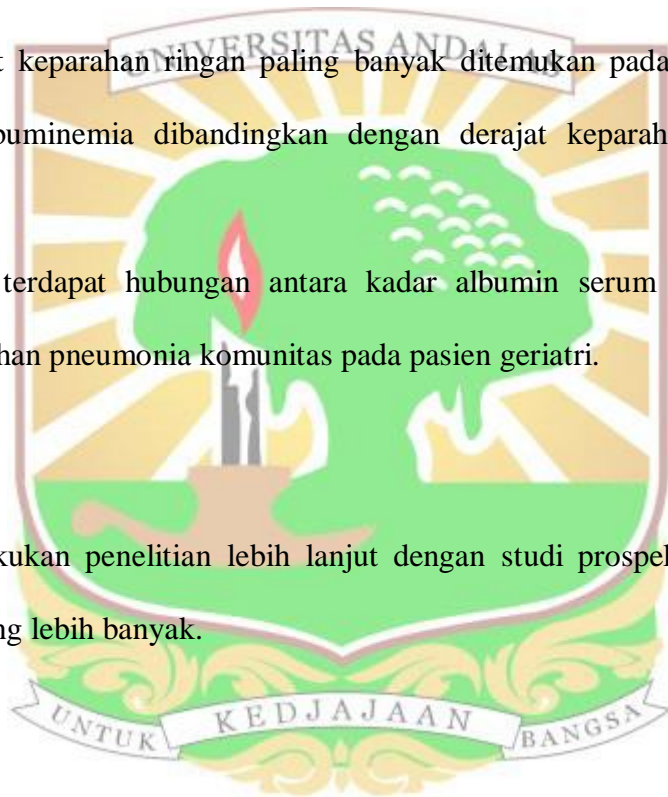 UNIVERSITAS ANDALAS
t keparahan ringan paling banyak ditemukan pada
buminemia dibandingkan dengan derajat keparah
terdapat hubungan antara kadar albumin serum
han pneumonia komunitas pada pasien geriatri.
kukan penelitian lebih lanjut dengan studi prospek
ng lebih banyak.
UNTUK KEDJAJAAN BANGSA